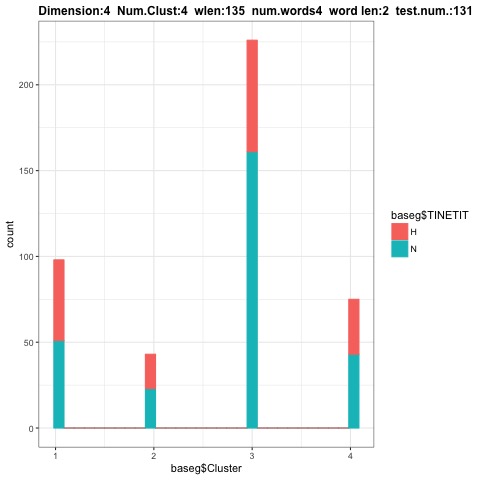 Dimension:4 Num.Clust:4 wlen:135 num.words4 word len:2 test.num.:131
200
150
100
50
0
count
1 2 3 4
baseg$Cluster
baseg$TINETIT
H
N